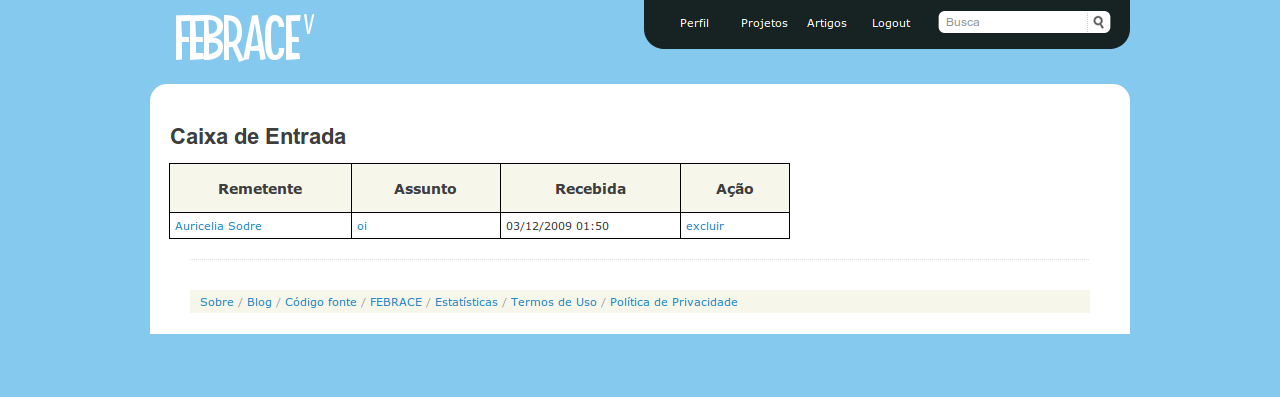 FEBRACE V
Perfil Projetos Artigos Logout Busca
Caixa de Entrada
Remetente Assunto Recebida Ação
Auricelia Sodre oi 03/12/2009 01:50 excluir
Sobre / Blog / Código fonte / FEBRACE / Estatísticas / Termos de Uso / Política de Privacidade